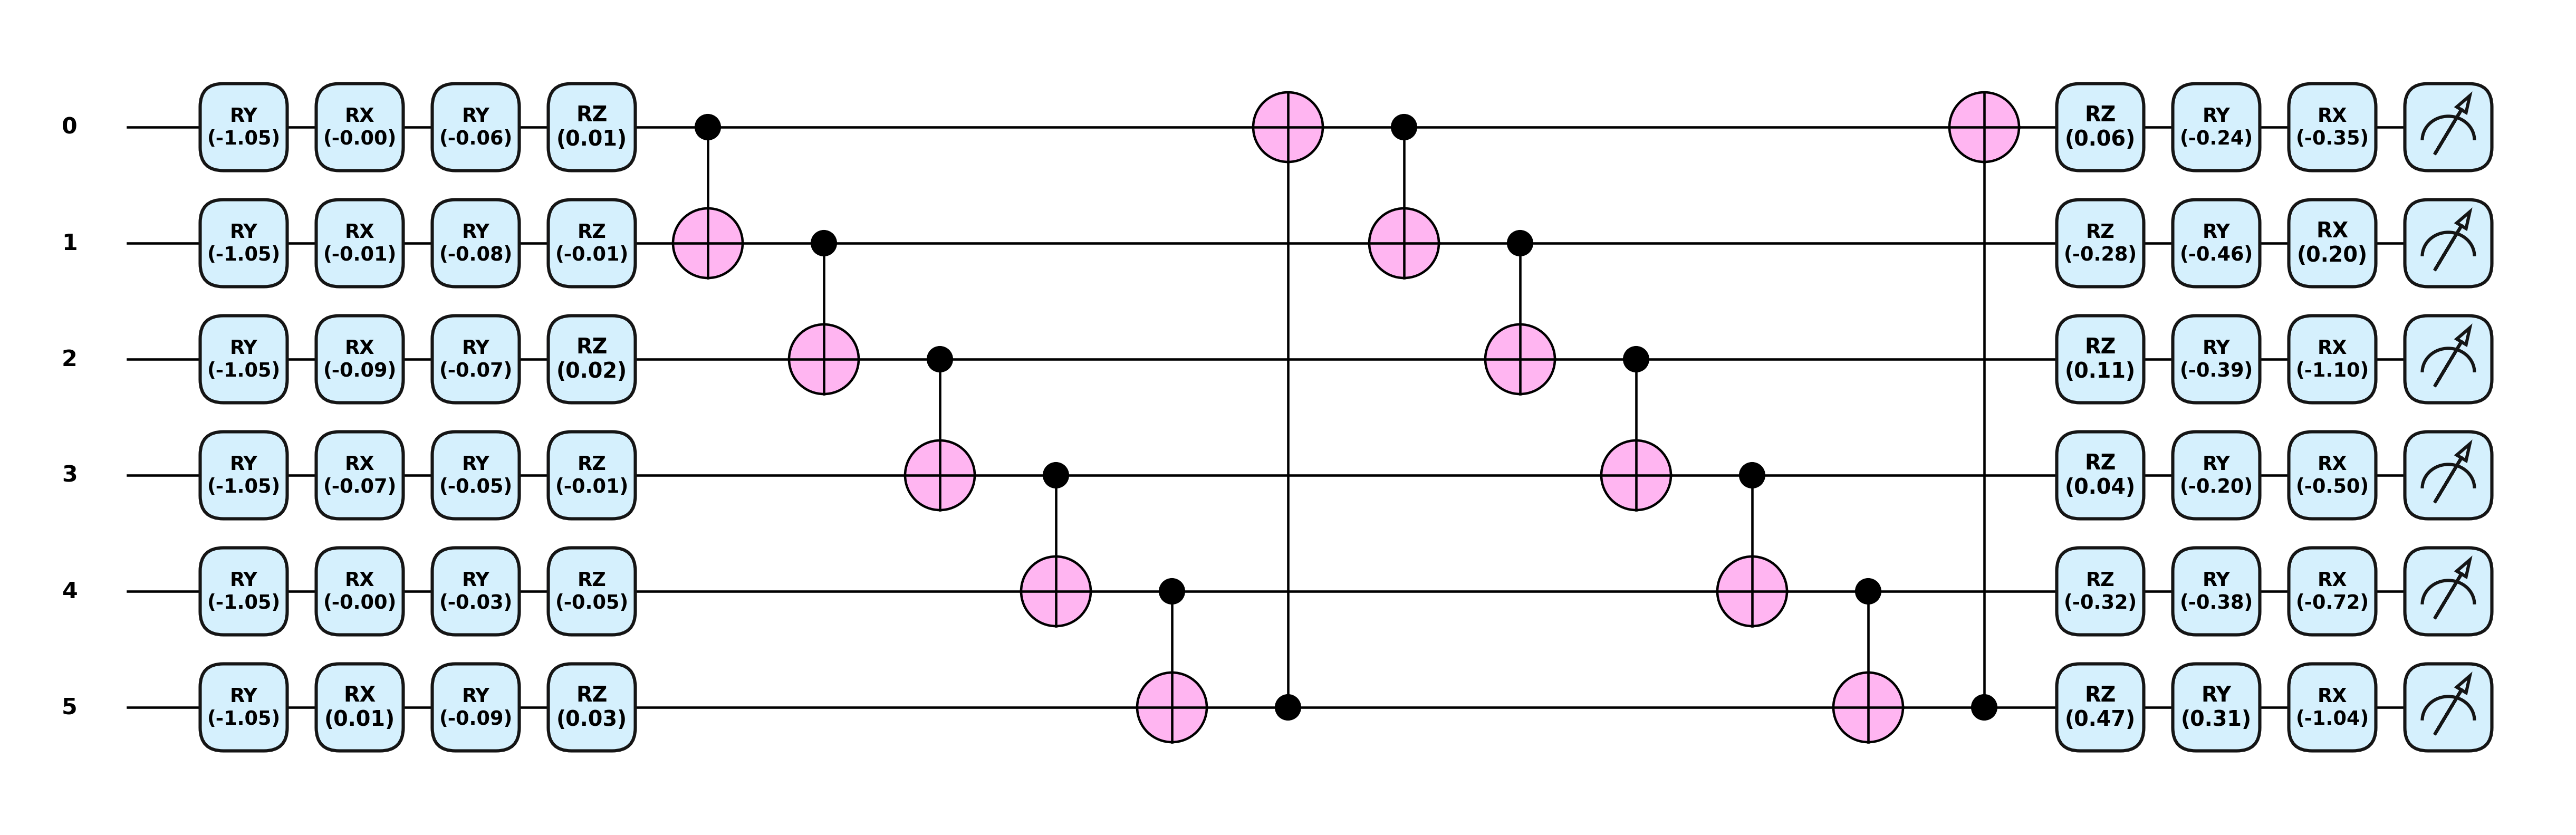 0 RY RX RY RZ RZ RY RX
(-1.05) (-0.00) (-0.06) (0.01) (0.06) (-0.24) (-0.35)
1 RY RX RY RZ RZ RY RX
(-1.05) (-0.01) (-0.08) (-0.01) (-0.28) (-0.46) (0.20)
2 RY RX RY RZ RZ RY RX
(-1.05) (-0.09) (-0.07) (0.02) (0.11) (-0.39) (-1.10)
3 RY RX RY RZ RZ RY RX
(-1.05) (-0.07) (-0.05) (-0.01) (0.04) (-0.20) (-0.50)
4 RY RX RY RZ RZ RY RX
(-1.05) (-0.00) (-0.03) (-0.05) (-0.32) (-0.38) (-0.72)
5 RY RX RY RZ RZ RY RX
(-1.05) (0.01) (-0.09) (0.03) (0.47) (0.31) (-1.04)